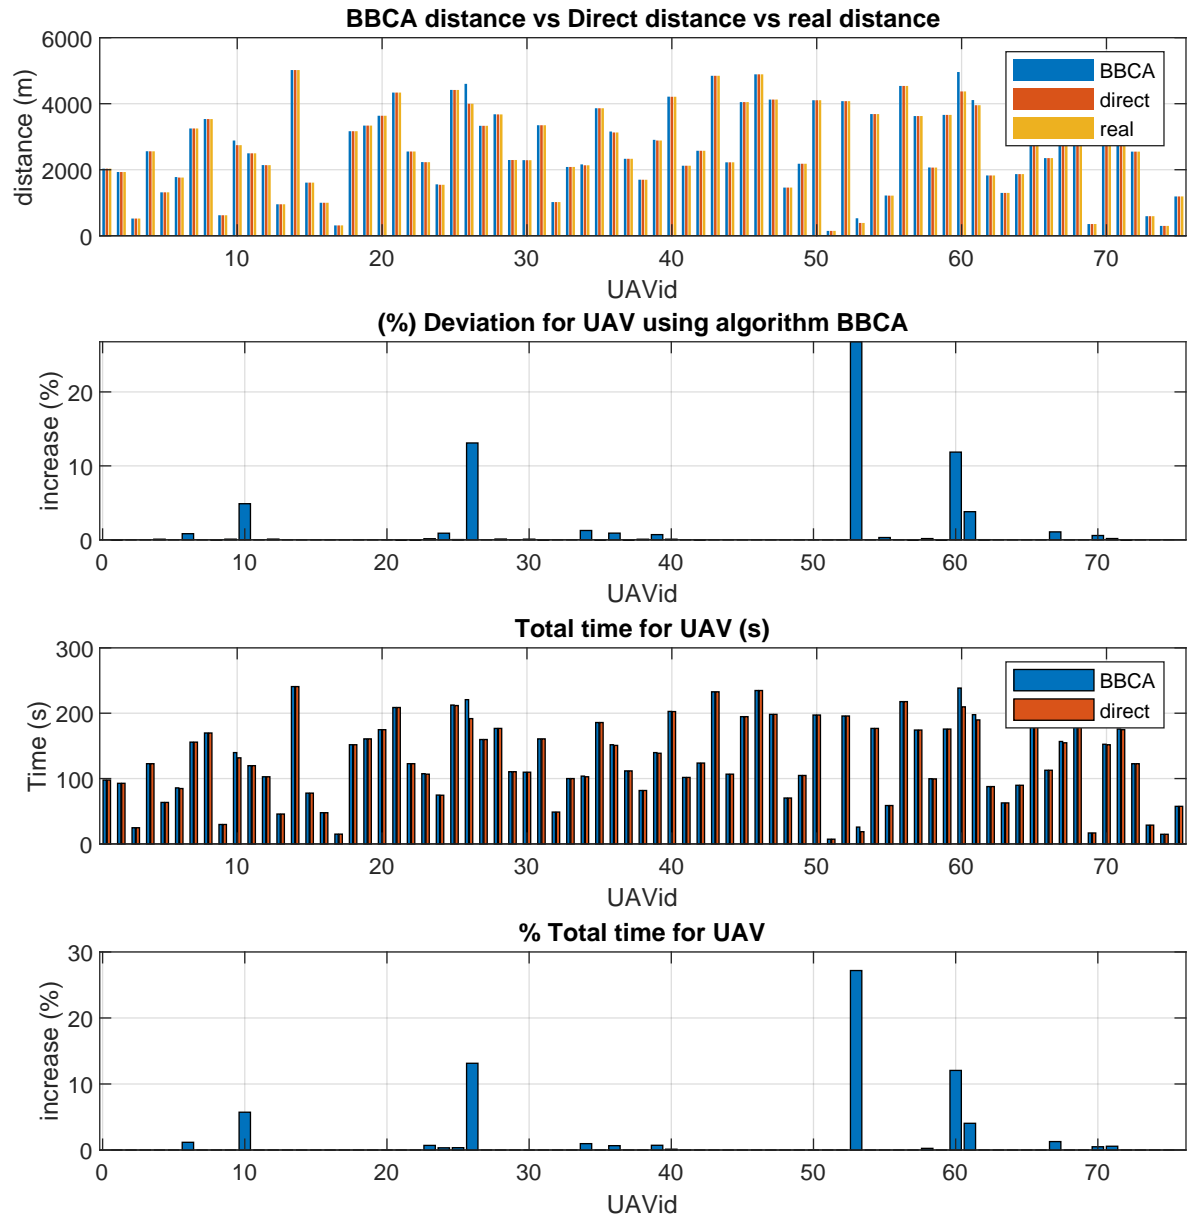 BBCA distance vs Direct distance vs real distance
distance (m)
6000
4000
2000
0
BBCA
direct
real
10 20 30 40 50 60 70
UAVid
(%) Deviation for UAV using algorithm BBCA
increase (%)
20
10
0
0 10 20 30 40 50 60 70
UAVid
Total time for UAV (s)
Time (s)
300
200
100
0
BBCA
direct
10 20 30 40 50 60 70
UAVid
% Total time for UAV
increase (%)
30
20
10
0
0 10 20 30 40 50 60 70
UAVid